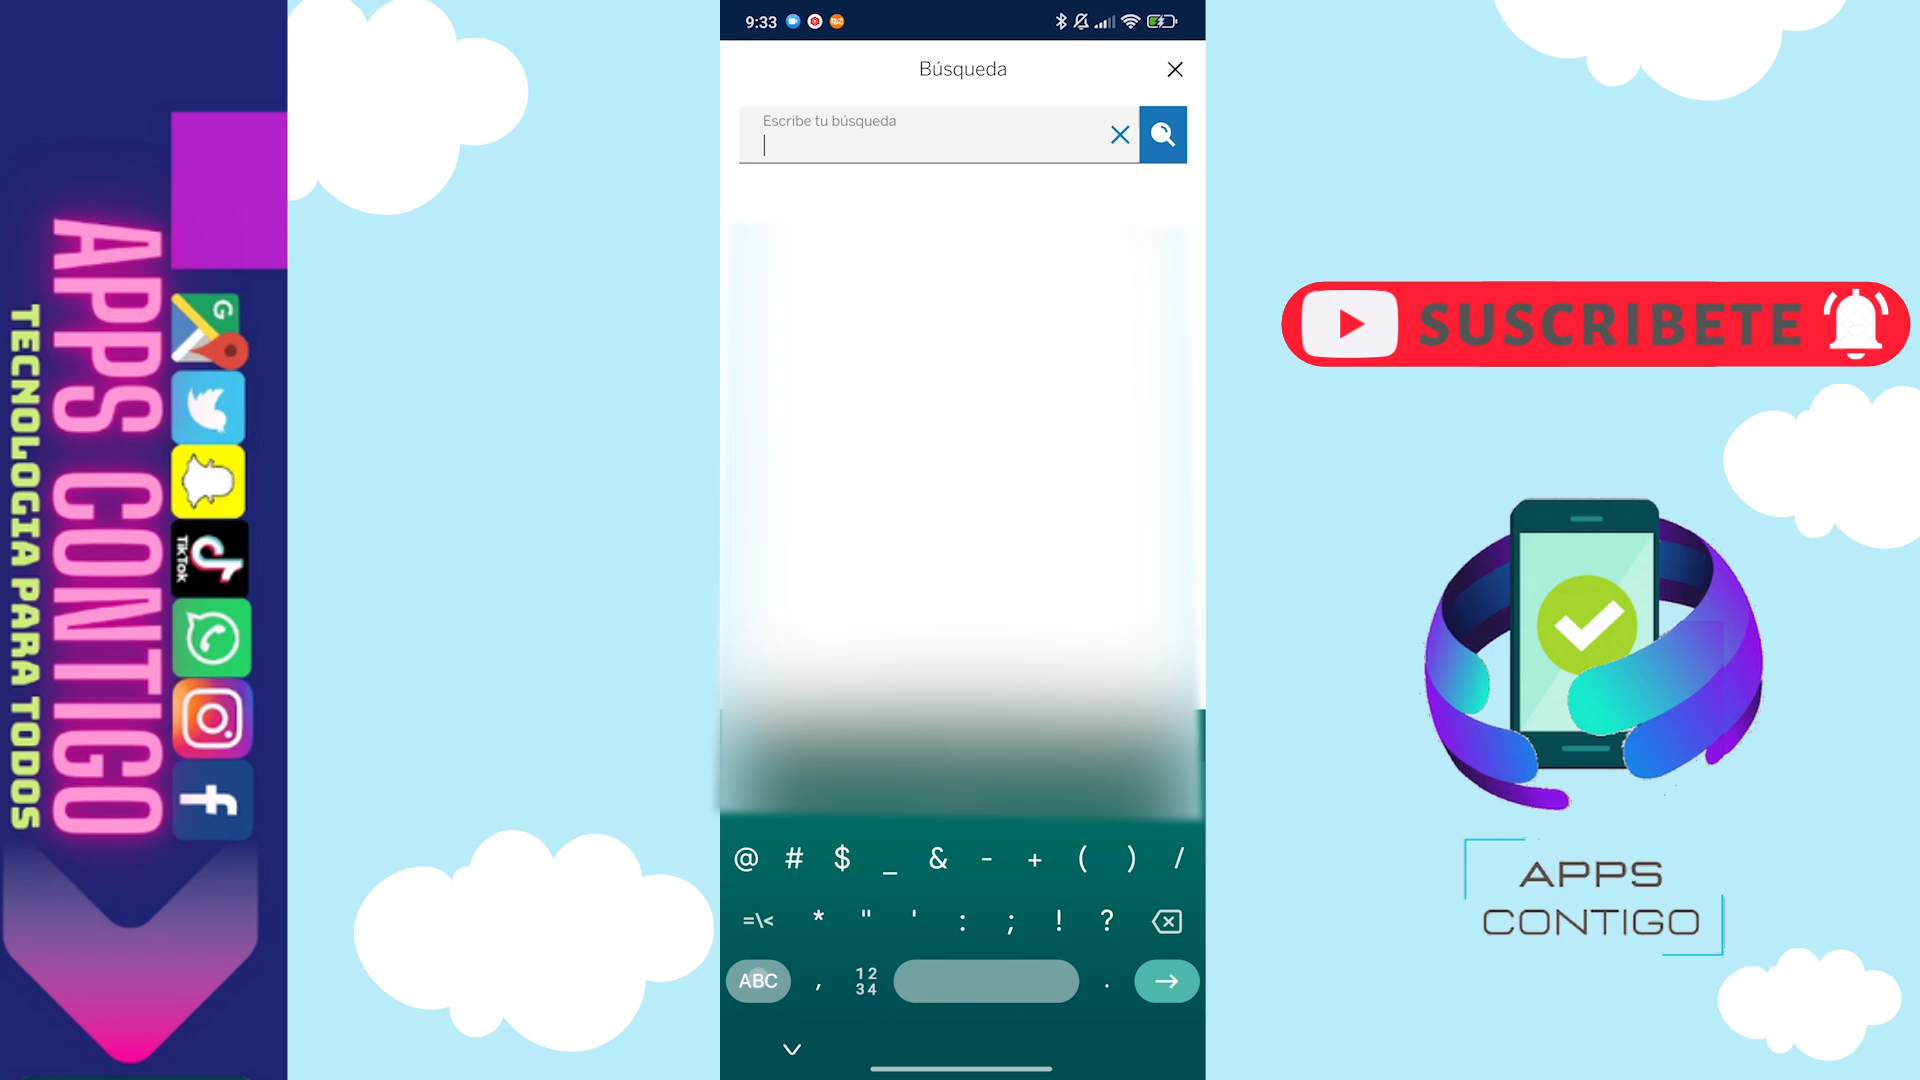 APPS CONTIGO
TECNOLOGIA PARA TODOS
G
TikTok
9:33
Búsqueda
Escribe tu búsqueda
@ # $ _ & - + ( ) /
=\< * " ' : ; ! ?
ABC , 12 34 .
SUSCRIBETE
APPS
CONTIGO